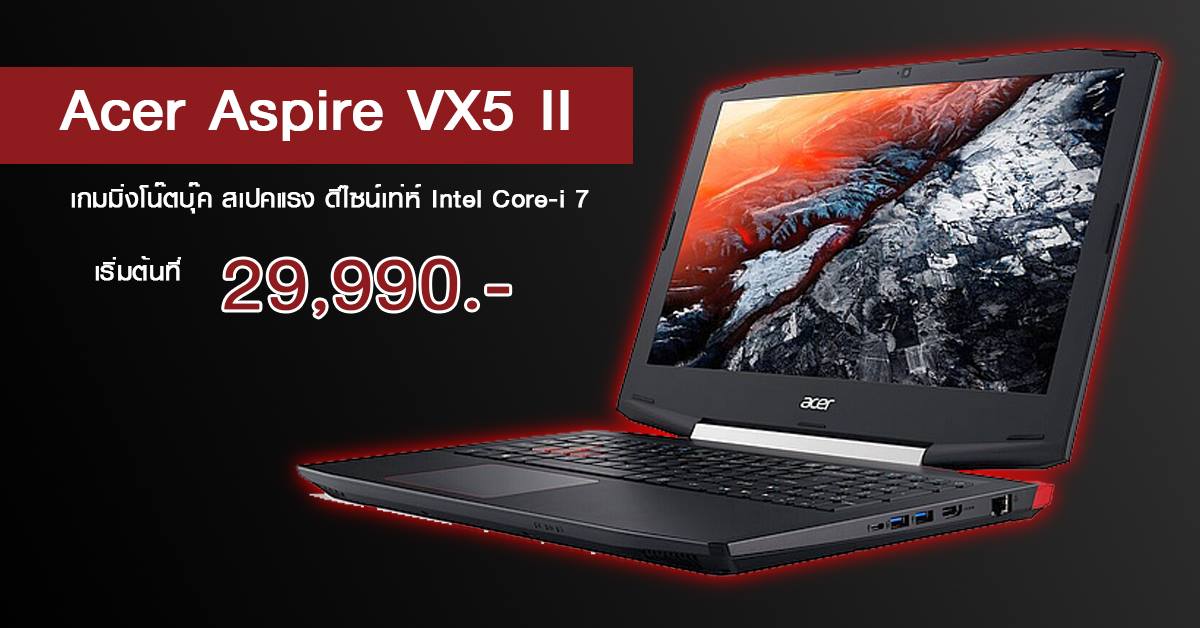 Acer Aspire VX5 II
เกมมิ่งโน๊ตบุ๊ค สเปคแรง ดีไซน์เท่ห์ Intel Core-i 7
เริ่มต้นที่ 29,990.-
acer